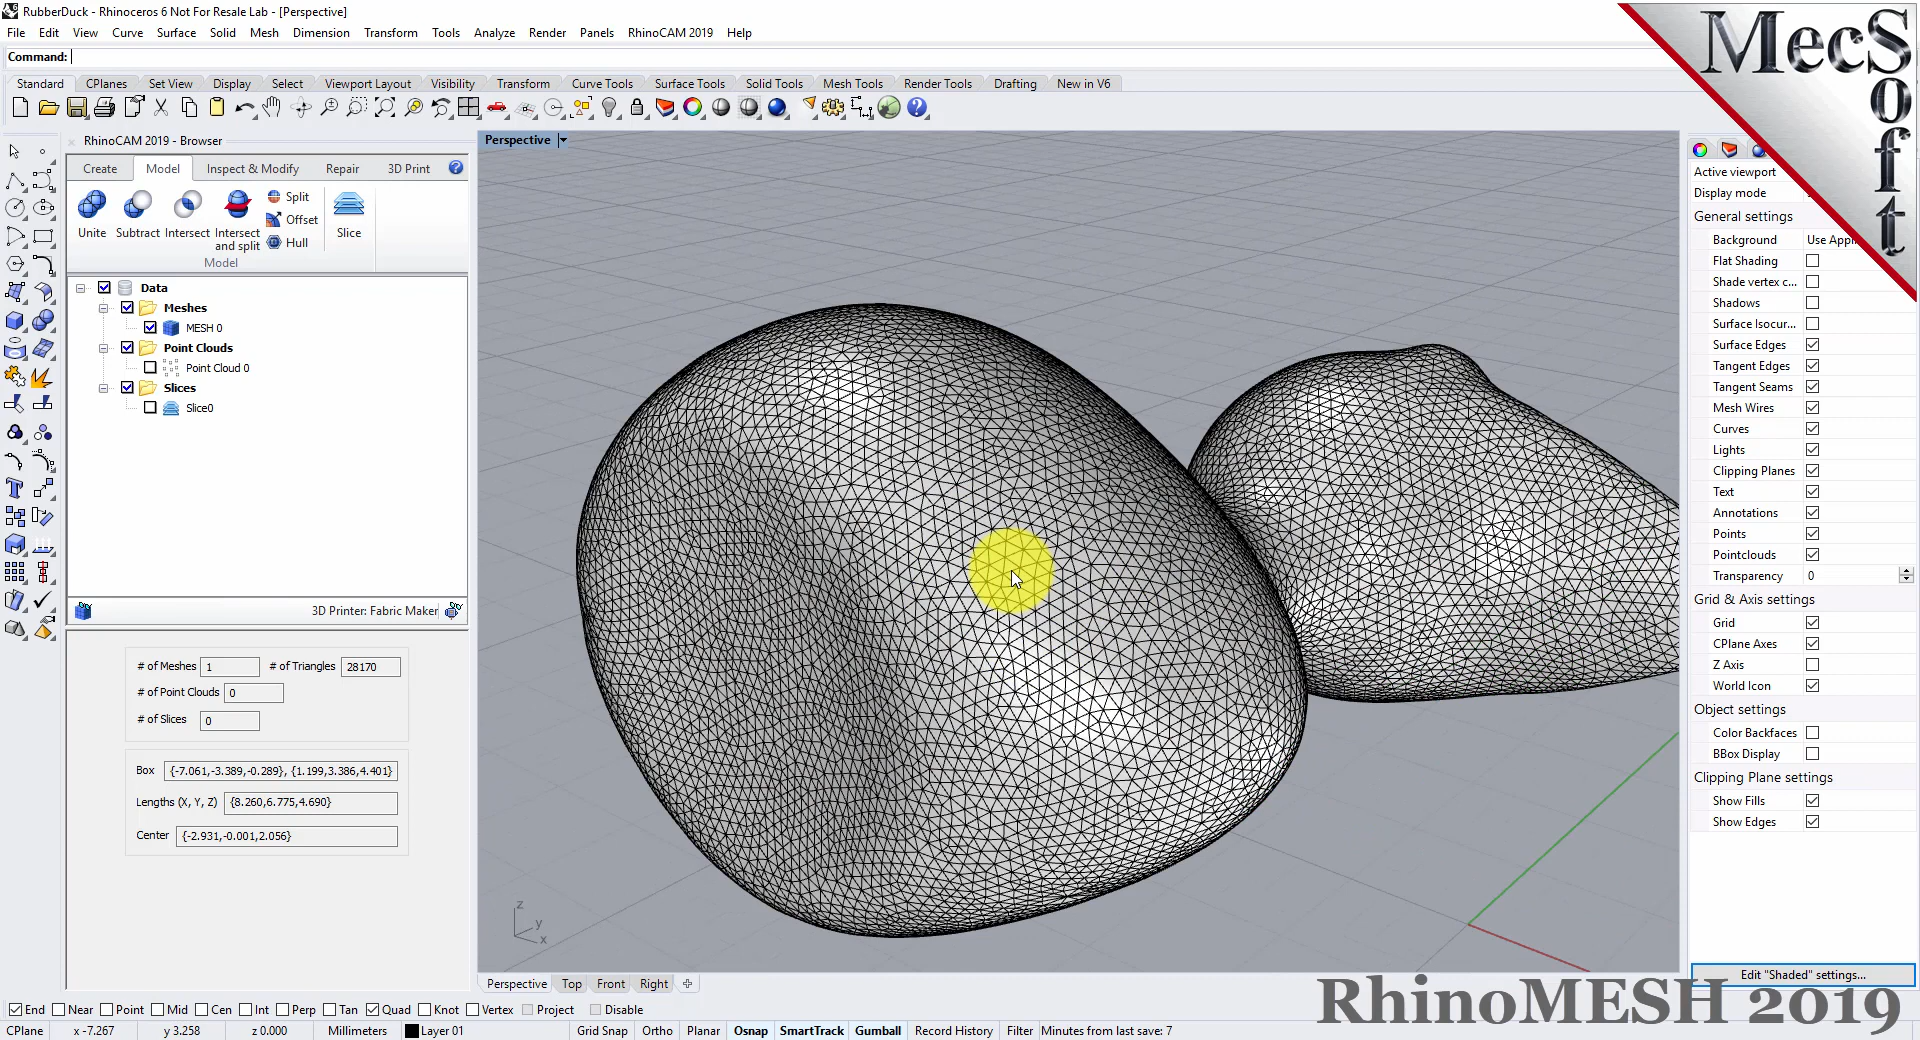 RubberDuck - Rhinoceros 6 Not For Resale Lab - [Perspective]
File Edit View Curve Surface Solid Mesh Dimension Transform Tools Analyze Render Panels RhinoCAM 2019 Help
Command:
Standard CPlanes Set View Display Select Viewport Layout Visibility Transform Curve Tools Surface Tools Solid Tools Mesh Tools Render Tools Drafting New in V6
MecSoft
RhinoCAM 2019 - Browser
Create Model Inspect & Modify Repair 3D Print
Unite Subtract Intersect Intersect and split Split Offset Hull Slice
Model
Data
Meshes
MESH 0
Point Clouds
Point Cloud 0
Slices
Slice0
3D Printer: Fabric Maker
# of Meshes 1 # of Triangles 28170
# of Point Clouds 0
# of Slices 0
Box {-7.061,-3.389,-0.289}, {1.199,3.386,4.401}
Lengths (X, Y, Z) {8.260,6.775,4.690}
Center {-2.931,-0.001,2.056}
Perspective
z
y
x
Perspective Top Front Right
Active viewport
Display mode
General settings
Background Use Appli
Flat Shading
Shade vertex c...
Shadows
Surface Isocur...
Surface Edges
Tangent Edges
Tangent Seams
Mesh Wires
Curves
Lights
Clipping Planes
Text
Annotations
Points
Pointclouds
Transparency 0
Grid & Axis settings
Grid
CPlane Axes
Z Axis
World Icon
Object settings
Color Backfaces
BBox Display
Clipping Plane settings
Show Fills
Show Edges
Edit "Shaded" settings...
RhinoMESH 2019
End Near Point Mid Cen Int Perp Tan Quad Knot Vertex Project Disable
CPlane x -7.267 y 3.258 z 0.000 Millimeters Layer 01 Grid Snap Ortho Planar Osnap SmartTrack Gumball Record History Filter Minutes from last save: 7